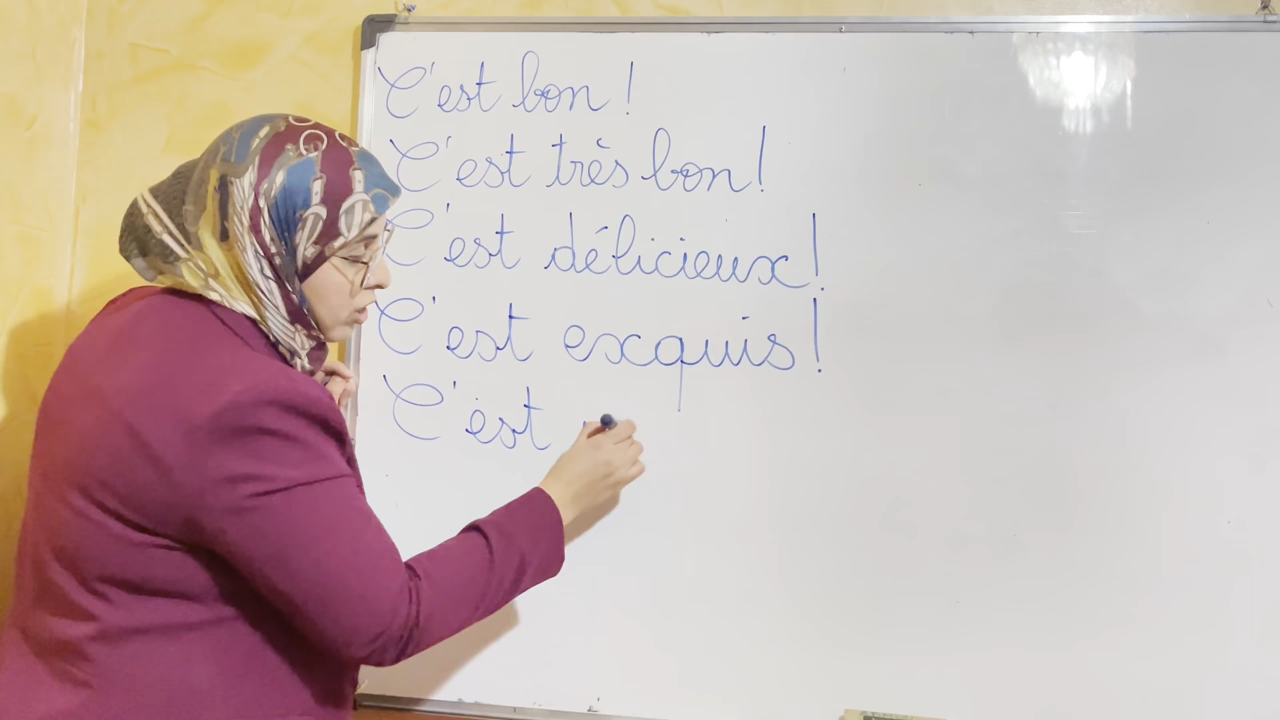 C'est bon !
C'est très bon !
C'est délicieux !
C'est exquis !
C'est